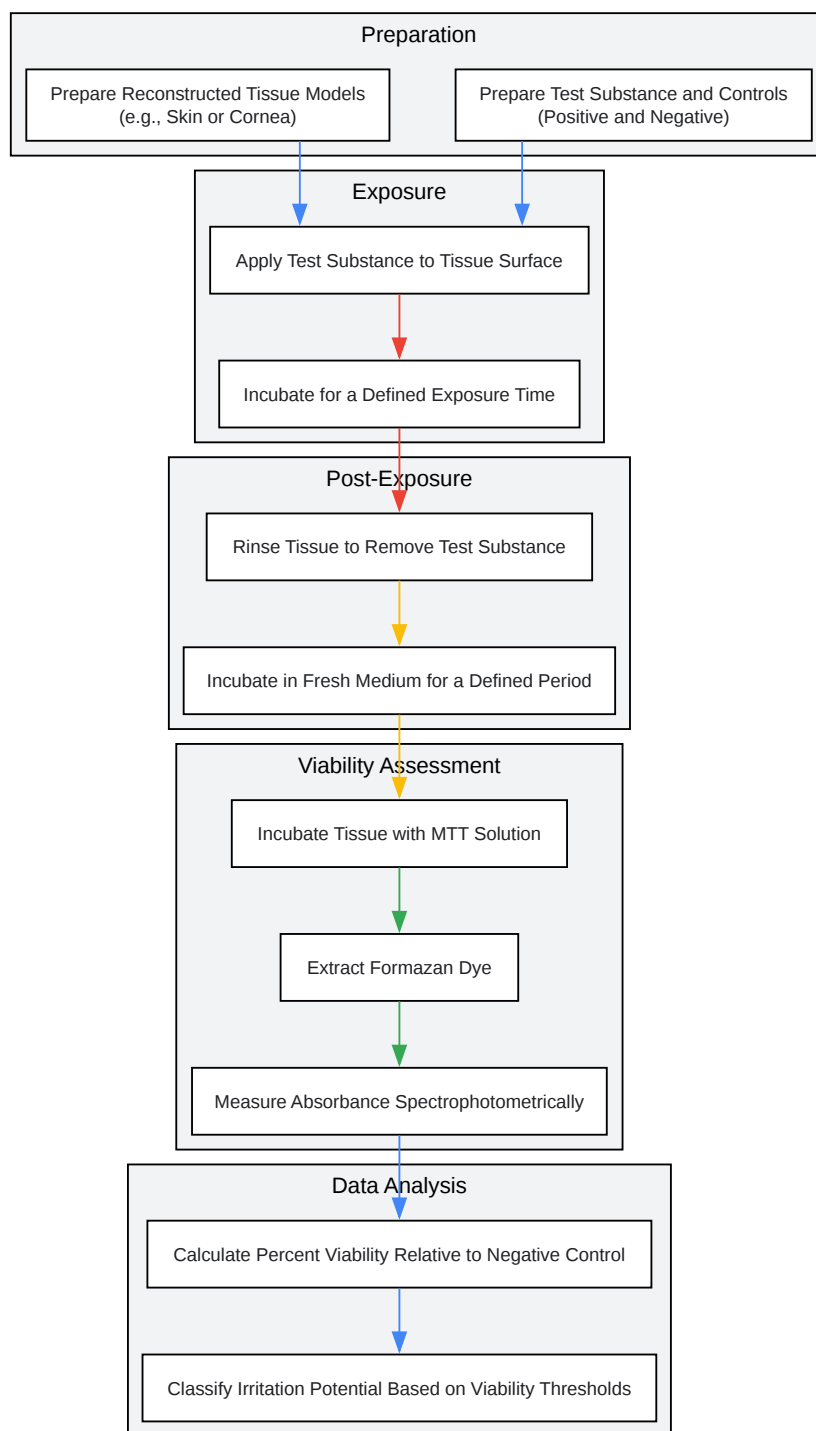 Preparation
Prepare Reconstructed Tissue Models
(e.g., Skin or Cornea)
Prepare Test Substance and Controls
(Positive and Negative)
Exposure
Apply Test Substance to Tissue Surface
Incubate for a Defined Exposure Time
Post-Exposure
Rinse Tissue to Remove Test Substance
Incubate in Fresh Medium for a Defined Period
Viability Assessment
Incubate Tissue with MTT Solution
Extract Formazan Dye
Measure Absorbance Spectrophotometrically
Data Analysis
Calculate Percent Viability Relative to Negative Control
Classify Irritation Potential Based on Viability Thresholds